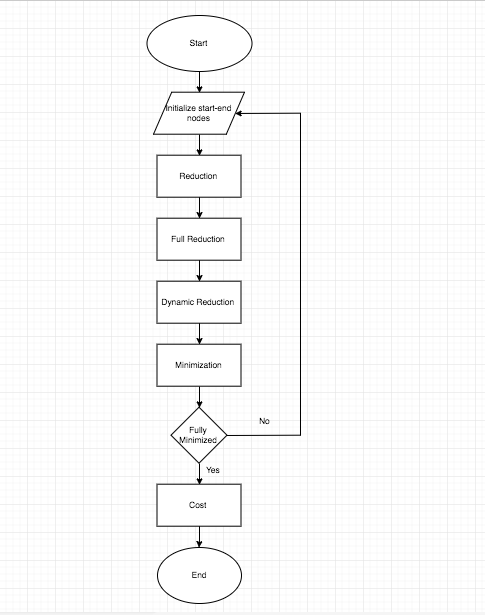 Start
Initialize start-end
nodes
Reduction
Full Reduction
Dynamic Reduction
Minimization
Fully
Minimized
No
Yes
Cost
End